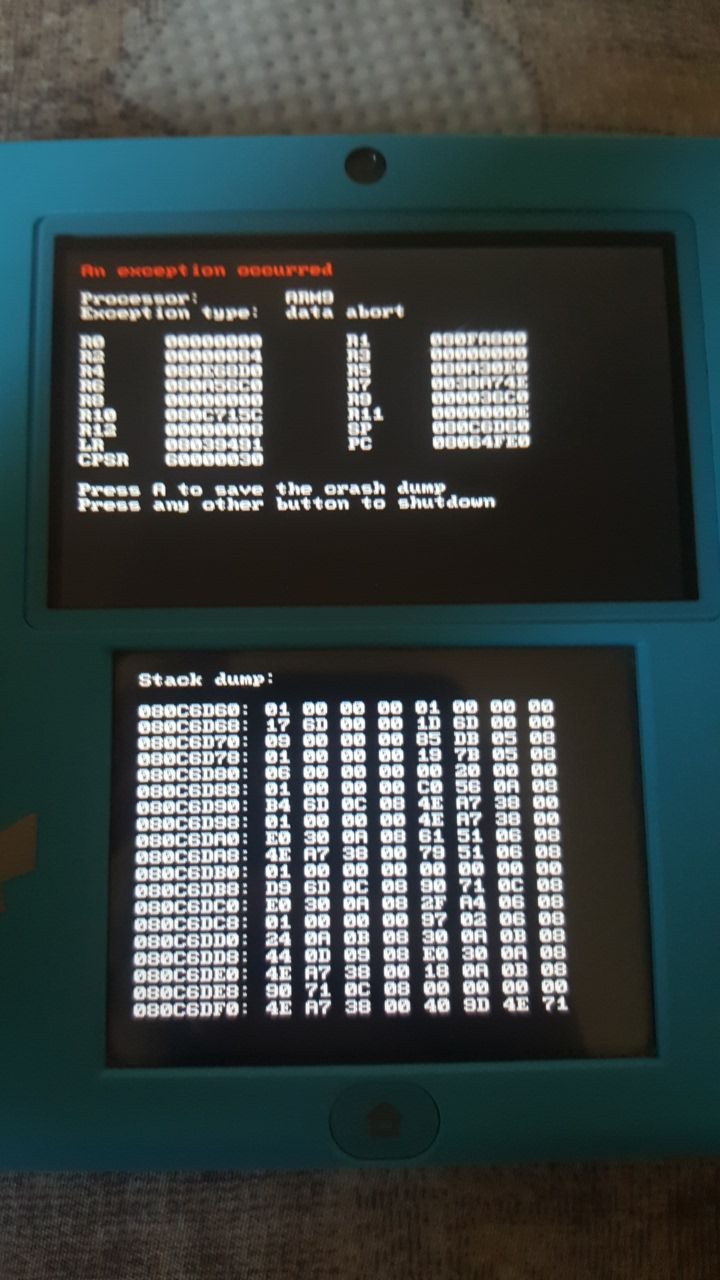 An exception occurred
Processor: ARM9
Exception type: data abort
R0 00000000 R1 080FA800
R2 00000084 R3 00000000
R4 R5 080A30E0
R6 080A56C0 R7 0038A74E
R8 00000000 R9 000036C0
R10 080C715C R11 0000000E
R12 00000008 SP 080C6D60
LR PC 08064FE0
CPSR 60000030
Press A to save the crash dump
Press any other button to shutdown
Stack dump:
080C6D60: 01 00 00 00 01 00 00 00
080C6D68: 17 6D 00 00 1D 6D 00 00
080C6D70: 09 00 00 00 85 DB 05 08
080C6D78: 01 00 00 00 19 7B 05 08
080C6D80: 06 00 00 00 00 20 00 00
080C6D88: 01 00 00 00 C0 56 0A 08
080C6D90: B4 6D 0C 08 4E A7 38 00
080C6D98: 01 00 00 00 4E A7 38 00
080C6DA0: E0 30 0A 08 61 51 06 08
080C6DA8: 4E A7 38 00 79 51 06 08
080C6DB0: 01 00 00 00 00 00 00 00
080C6DB8: D9 6D 0C 08 90 71 0C 08
080C6DC0: E0 30 0A 08 2F A4 06 08
080C6DC8: 01 00 00 00 97 02 06 08
080C6DD0: 24 0A 0B 08 30 0A 0B 08
080C6DD8: 44 0D 09 08 E0 30 0A 08
080C6DE0: 4E A7 38 00 18 0A 0B 08
080C6DE8: 90 71 0C 08 00 00 00 00
080C6DF0: 4E A7 38 00 40 9D 4E 71